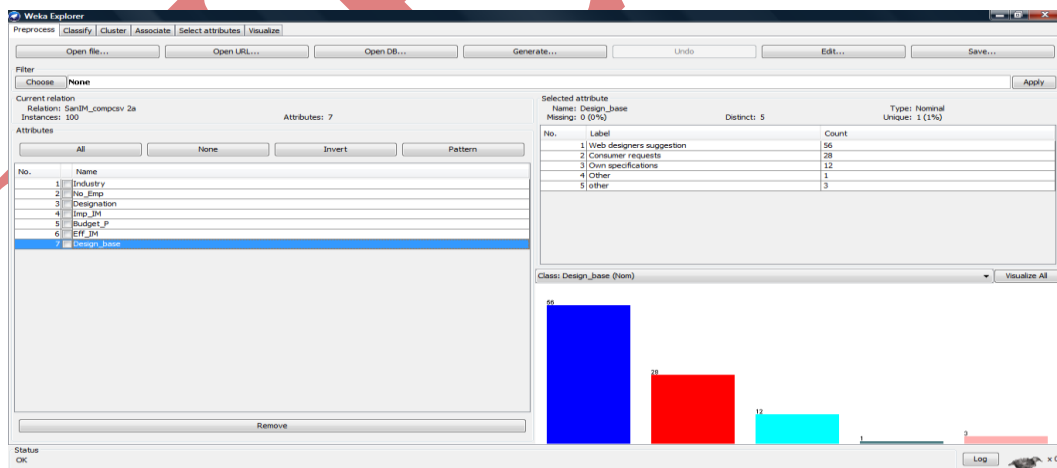 Weka Explorer
Preprocess Classify Cluster Associate Select attributes Visualize
Open file... Open URL... Open DB... Generate... Undo Edit... Save...
Filter
Choose None Apply
Current relation
Relation: SanIM_compcsv 2a
Instances: 100 Attributes: 7
Attributes
All None Invert Pattern
No. Name
1 Industry
2 No_Emp
3 Designation
4 Imp_IM
5 Budget_P
6 Eff_IM
7 Design_base
Remove
Selected attribute
Name: Design_base Type: Nominal
Missing: 0 (0%) Distinct: 5 Unique: 1 (1%)
No. Label Count
1 Web designers suggestion 56
2 Consumer requests 28
3 Own specifications 12
4 Other 1
5 other 3
Class: Design_base (Nom) Visualize All
56
28
12
1
3
Status
OK Log x 0